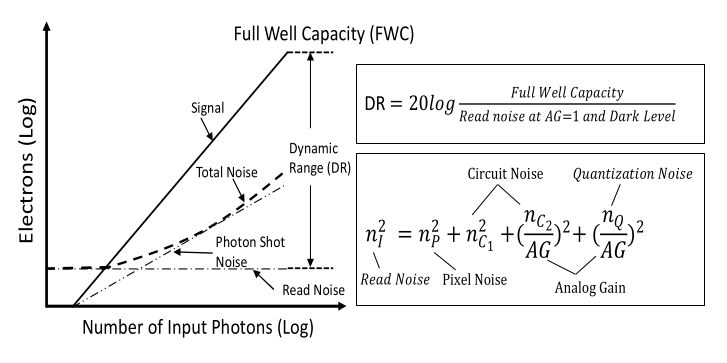 Full Well Capacity (FWC)
Signal
Dynamic
Range (DR)
Total Noise
Photon Shot
Noise
Read Noise
Electrons (Log)
Number of Input Photons (Log)
DR = 20log Full Well Capacity / Read noise at AG=1 and Dark Level
Circuit Noise
Quantization Noise
n_I^2 = n_P^2 + n_{C_1}^2 + (n_{C_2}/AG)^2 + (n_Q/AG)^2
Read Noise
Pixel Noise
Analog Gain